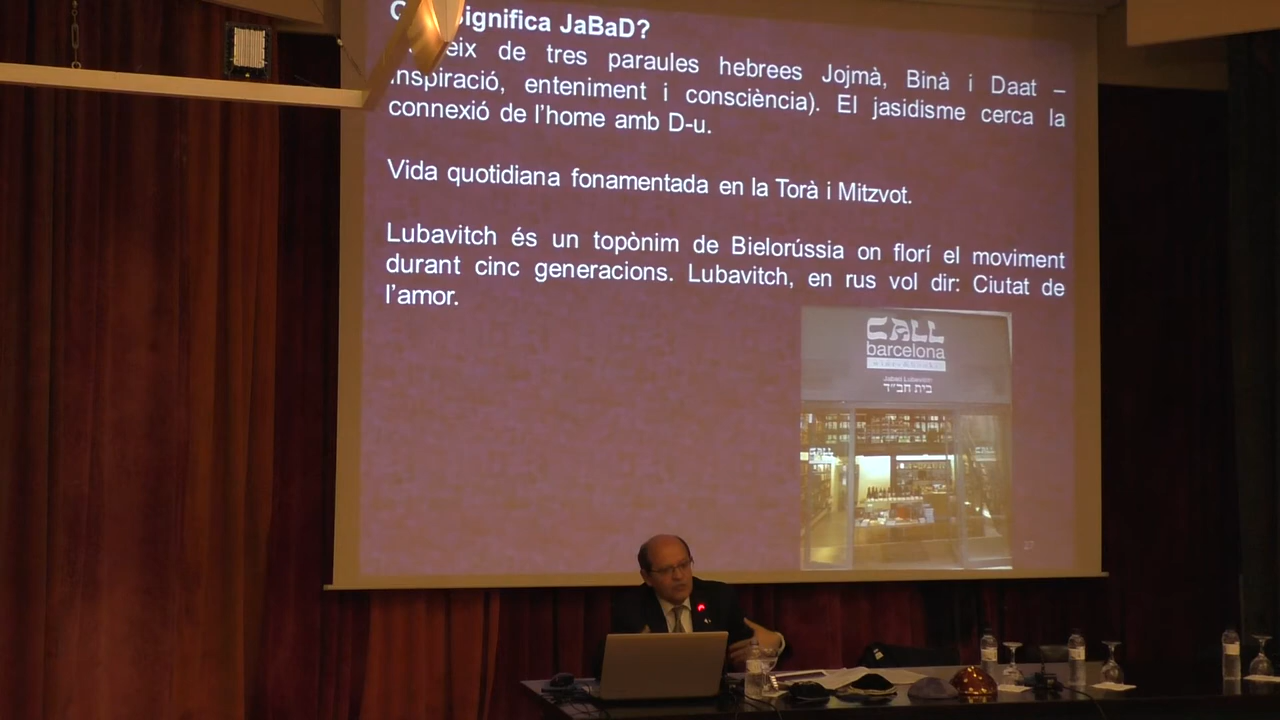 significa JaBaD?
de tres paraules hebrees Jojmà, Binà i Daat –
inspiració, enteniment i consciència). El jasidisme cerca la
connexió de l'home amb D-u.
Vida quotidiana fonamentada en la Torà i Mitzvot.
Lubavitch és un topònim de Bielorússia on florí el moviment
durant cinc generacions. Lubavitch, en rus vol dir: Ciutat de
l'amor.
CALL
barcelona
Jabad Lubavitch
בית חב"ד
27